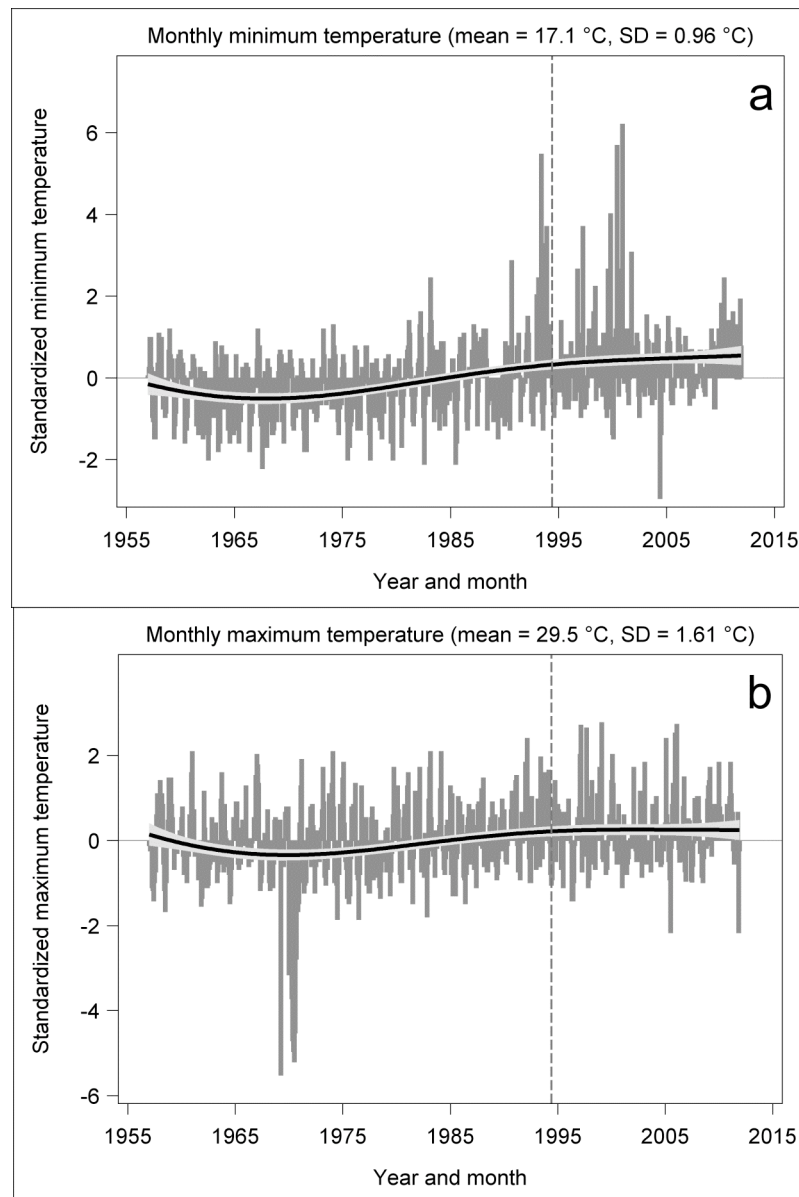 Monthly minimum temperature (mean = 17.1 °C, SD = 0.96 °C)
a
Standardized minimum temperature
6
4
2
0
-2
1955 1965 1975 1985 1995 2005 2015
Year and month
Monthly maximum temperature (mean = 29.5 °C, SD = 1.61 °C)
b
Standardized maximum temperature
2
0
-2
-4
-6
1955 1965 1975 1985 1995 2005 2015
Year and month